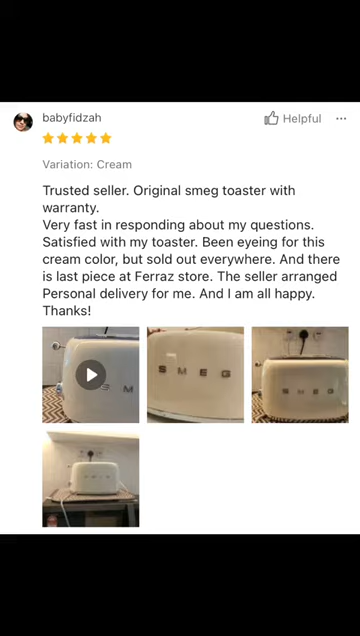 babyfidzah
Helpful
Variation: Cream
Trusted seller. Original smeg toaster with
warranty.
Very fast in responding about my questions.
Satisfied with my toaster. Been eyeing for this
cream color, but sold out everywhere. And there
is last piece at Ferraz store. The seller arranged
Personal delivery for me. And I am all happy.
Thanks!
S M
SMEG
SMEG
SMEG